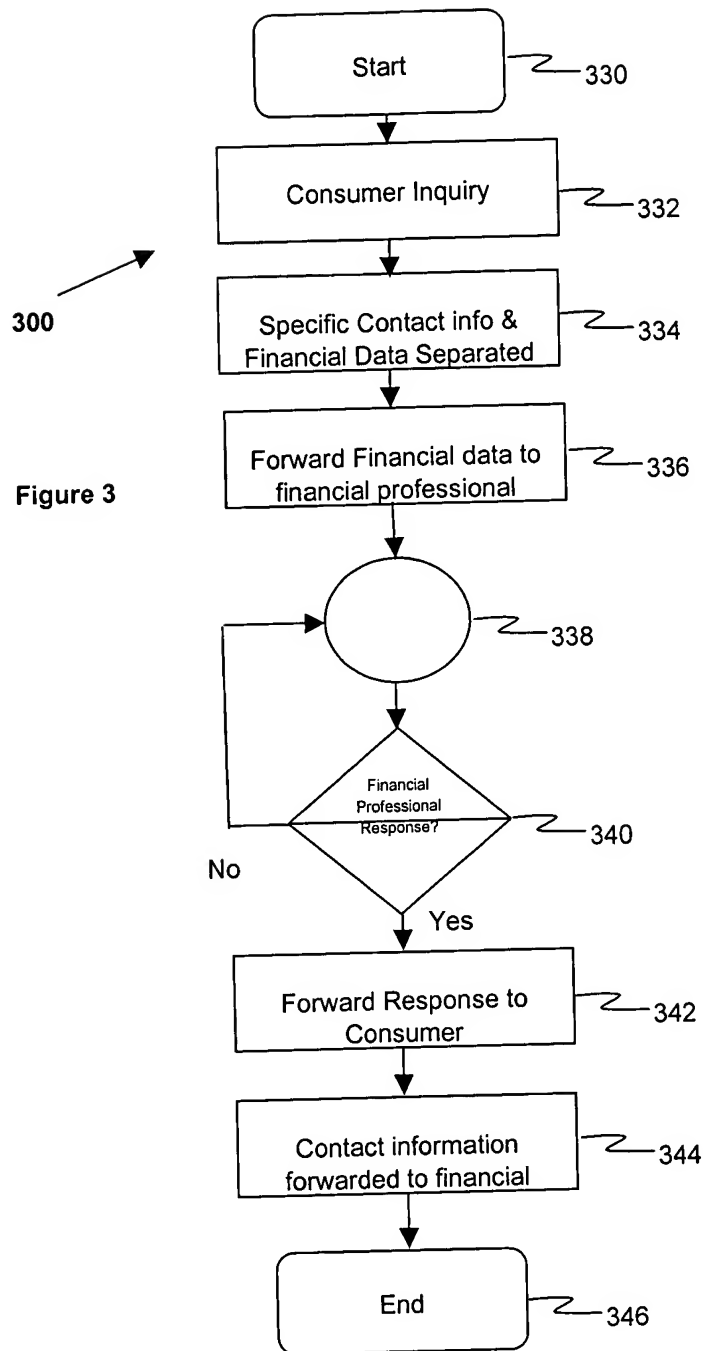 Start
330
Consumer Inquiry
332
300
Specific Contact info &
Financial Data Separated
334
Figure 3
Forward Financial data to
financial professional
336
338
Financial
Professional
Response?
340
No
Yes
Forward Response to
Consumer
342
Contact information
forwarded to financial
344
End
346